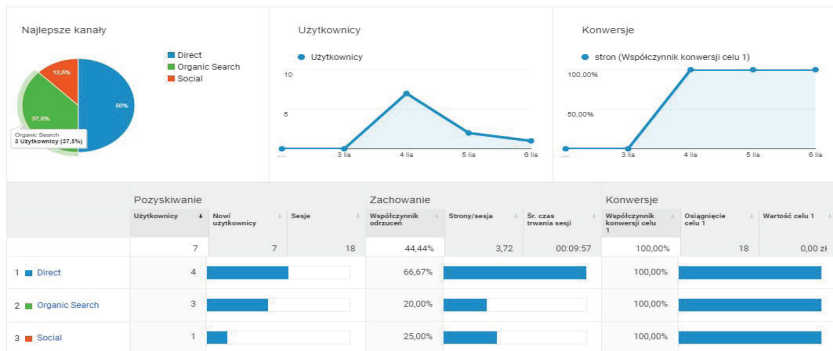 Najlepsze kanały
Direct
Organic Search
Social
12,5%
50%
37,5%
Organic Search
3 Użytkownicy (37,5%)
Użytkownicy
Użytkownicy
10
5
...
3 lis
4 lis
5 lis
6 lis
Konwersje
stron (Współczynnik konwersji celu 1)
100,00%
50,00%
...
3 lis
4 lis
5 lis
6 lis
Pozyskiwanie Zachowanie Konwersje
Użytkownicy Nowi użytkownicy Sesje Współczynnik odrzuceń Strony/sesja Śr. czas trwania sesji Współczynnik konwersji celu 1 Osiągnięcie celu 1 Wartość celu 1
7 7 18 44,44% 3,72 00:09:57 100,00% 18 0,00 zł
1 Direct 4 66,67% 100,00%
2 Organic Search 3 20,00% 100,00%
3 Social 1 25,00% 100,00%